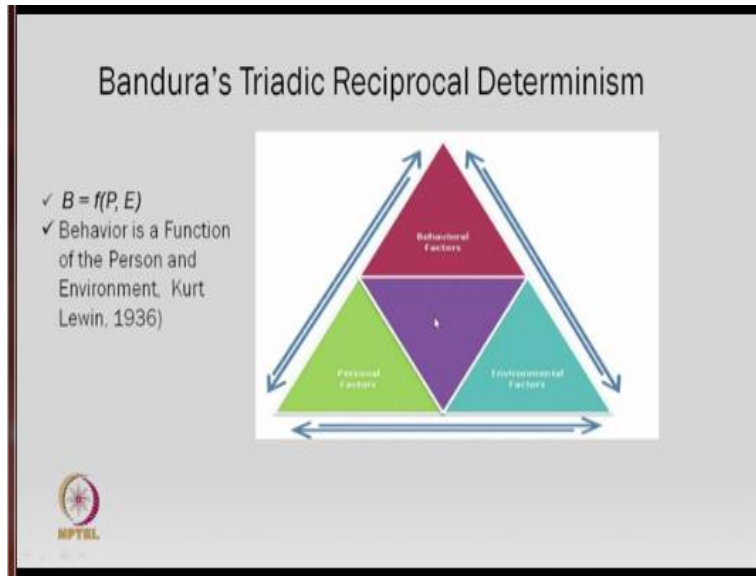 Bandura's Triadic Reciprocal Determinism
✓ B = f(P, E)
✓ Behavior is a Function
of the Person and
Environment, Kurt
Lewin, 1936)
Behavioral
Factors
Personal
Factors
Environmental
Factors
NPTEL